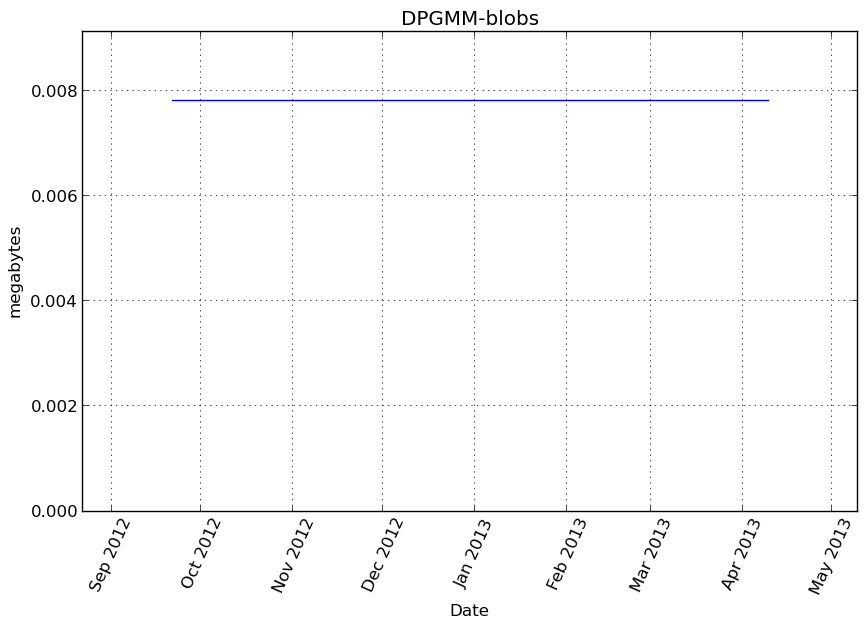 DPGMM-blobs
0.008
0.006
0.004
0.002
0.000
megabytes
Sep 2012
Oct 2012
Nov 2012
Dec 2012
Jan 2013
Feb 2013
Mar 2013
Apr 2013
May 2013
Date